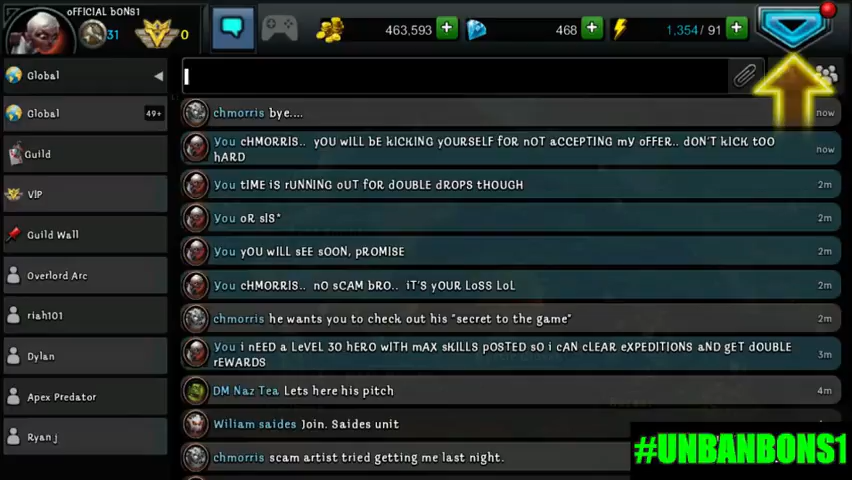 oFFICIAL bONS1
31
0
463,593
468
1,354/ 91
Global
Global
49+
Guild
VIP
Guild Wall
Overlord Arc
riah101
Dylan
Apex Predator
Ryan j
chmorris bye....
now
You cHMORRIS.. yOU wILL BE kICKING yOURSELF fOR nOT aCCEPTING mY oFFER.. dON'T kICK tOO
hARD
now
You tIME iS rUNNING oUT fOR dOUBLE dROPS tHOUGH
2m
You oR sIS*
2m
You yOU wILL sEE sOON, pROMISE
2m
You cHMORRIS.. nO sCAM bRO.. iT'S yOUR LoSS LoL
2m
chmorris he wants you to check out his "secret to the game"
2m
You i nEED a LeVEL 30 hERO wITH mAX sKILLS pOSTED sO i cAN cLEAR eXPEDITIONS aND gET dOUBLE
rEWARDS
3m
DM Naz Tea Lets here his pitch
4m
Wiliam saides Join. Saides unit
chmorris scam artist tried getting me last night.
#UNBANBONS1